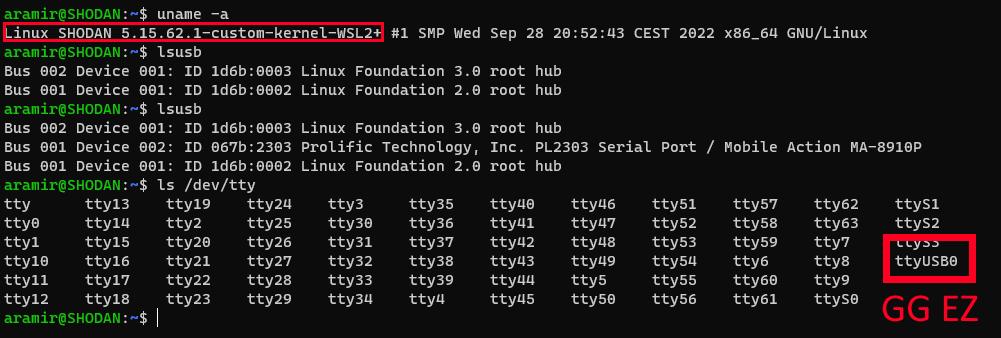 aramir@SHODAN:~$ uname -a
Linux SHODAN 5.15.62.1-custom-kernel-WSL2+ #1 SMP Wed Sep 28 20:52:43 CEST 2022 x86_64 GNU/Linux
aramir@SHODAN:~$ lsusb
Bus 002 Device 001: ID 1d6b:0003 Linux Foundation 3.0 root hub
Bus 001 Device 001: ID 1d6b:0002 Linux Foundation 2.0 root hub
aramir@SHODAN:~$ lsusb
Bus 002 Device 001: ID 1d6b:0003 Linux Foundation 3.0 root hub
Bus 001 Device 002: ID 067b:2303 Prolific Technology, Inc. PL2303 Serial Port / Mobile Action MA-8910P
Bus 001 Device 001: ID 1d6b:0002 Linux Foundation 2.0 root hub
aramir@SHODAN:~$ ls /dev/tty
tty tty13 tty19 tty24 tty3 tty35 tty40 tty46 tty51 tty57 tty62 ttyS1
tty0 tty14 tty2 tty25 tty30 tty36 tty41 tty47 tty52 tty58 tty63 ttyS2
tty1 tty15 tty20 tty26 tty31 tty37 tty42 tty48 tty53 tty59 tty7 ttyS3
tty10 tty16 tty21 tty27 tty32 tty38 tty43 tty49 tty54 tty6 tty8 ttyUSB0
tty11 tty17 tty22 tty28 tty33 tty39 tty44 tty5 tty55 tty60 tty9
tty12 tty18 tty23 tty29 tty34 tty4 tty45 tty50 tty56 tty61 ttyS0
GG EZ
aramir@SHODAN:~$